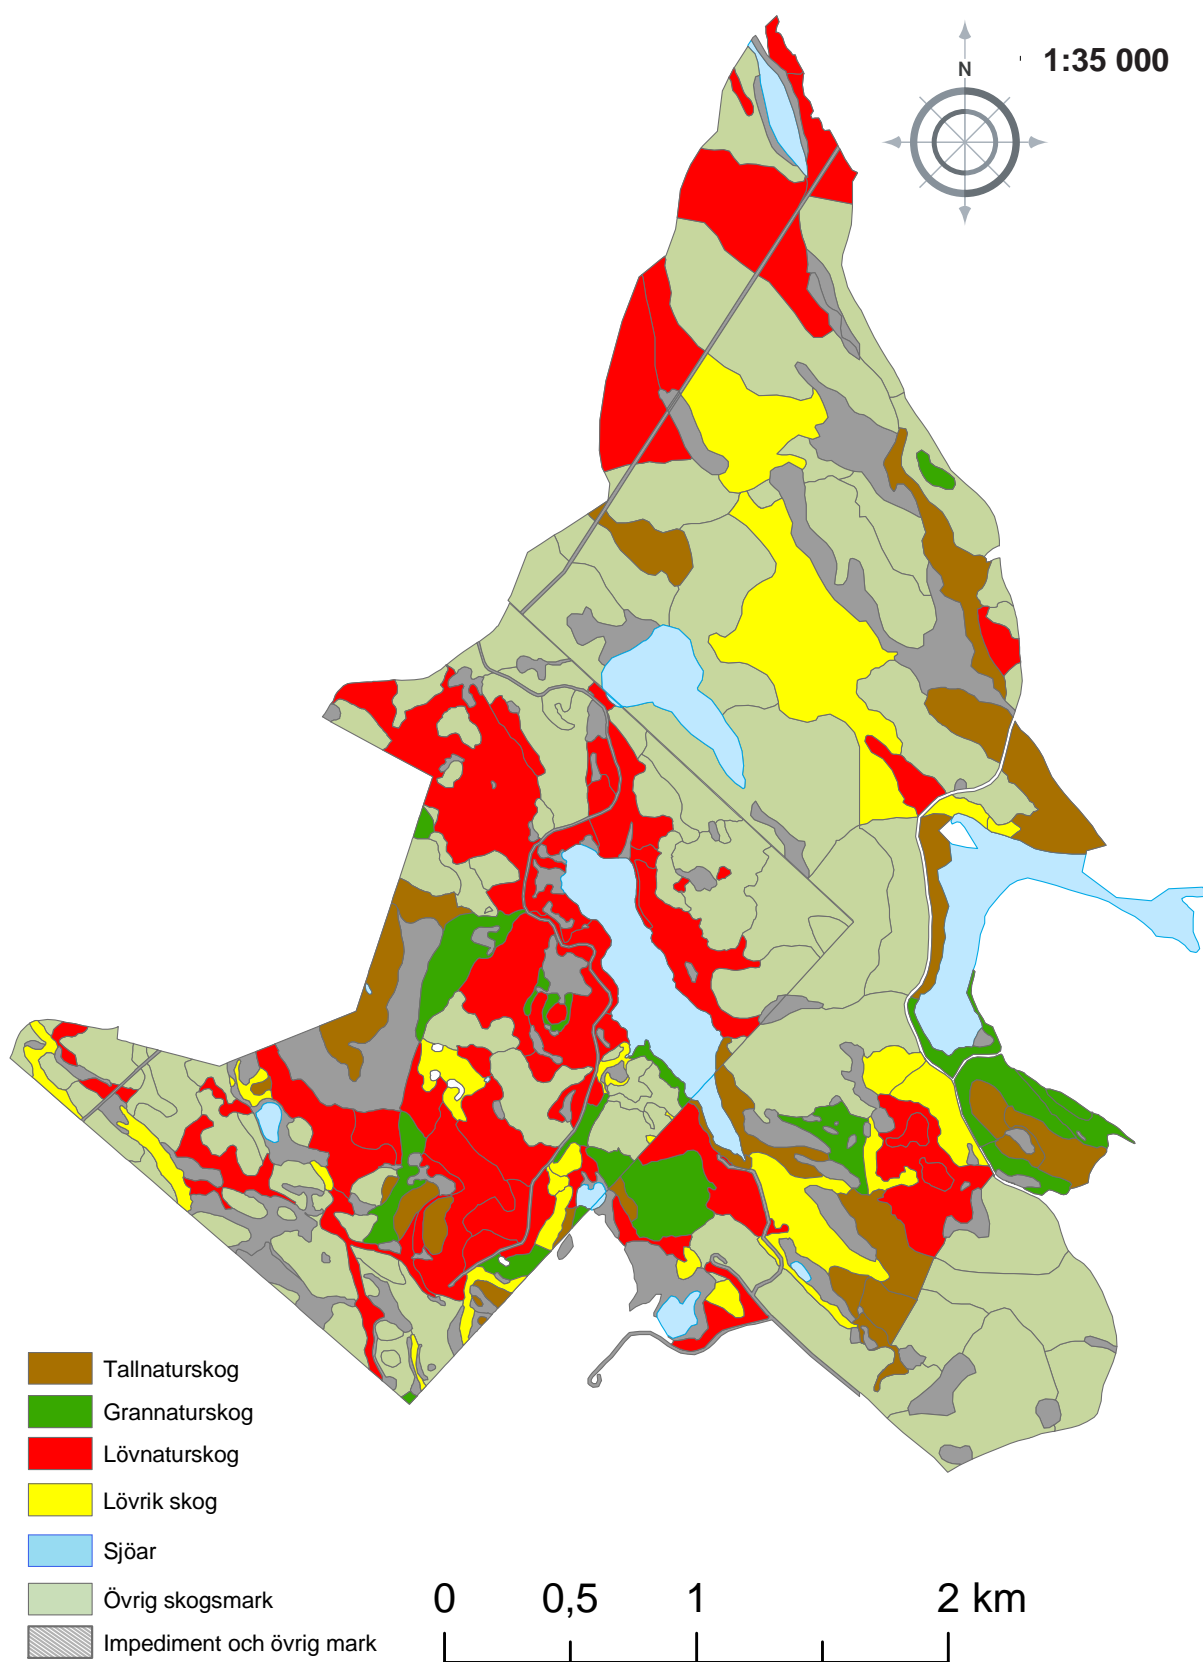 N
1:35 000
Tallnaturskog
Grannaturskog
Lövnaturskog
Lövrik skog
Sjöar
Övrig skogsmark
Impediment och övrig mark
0 0,5 1 2 km